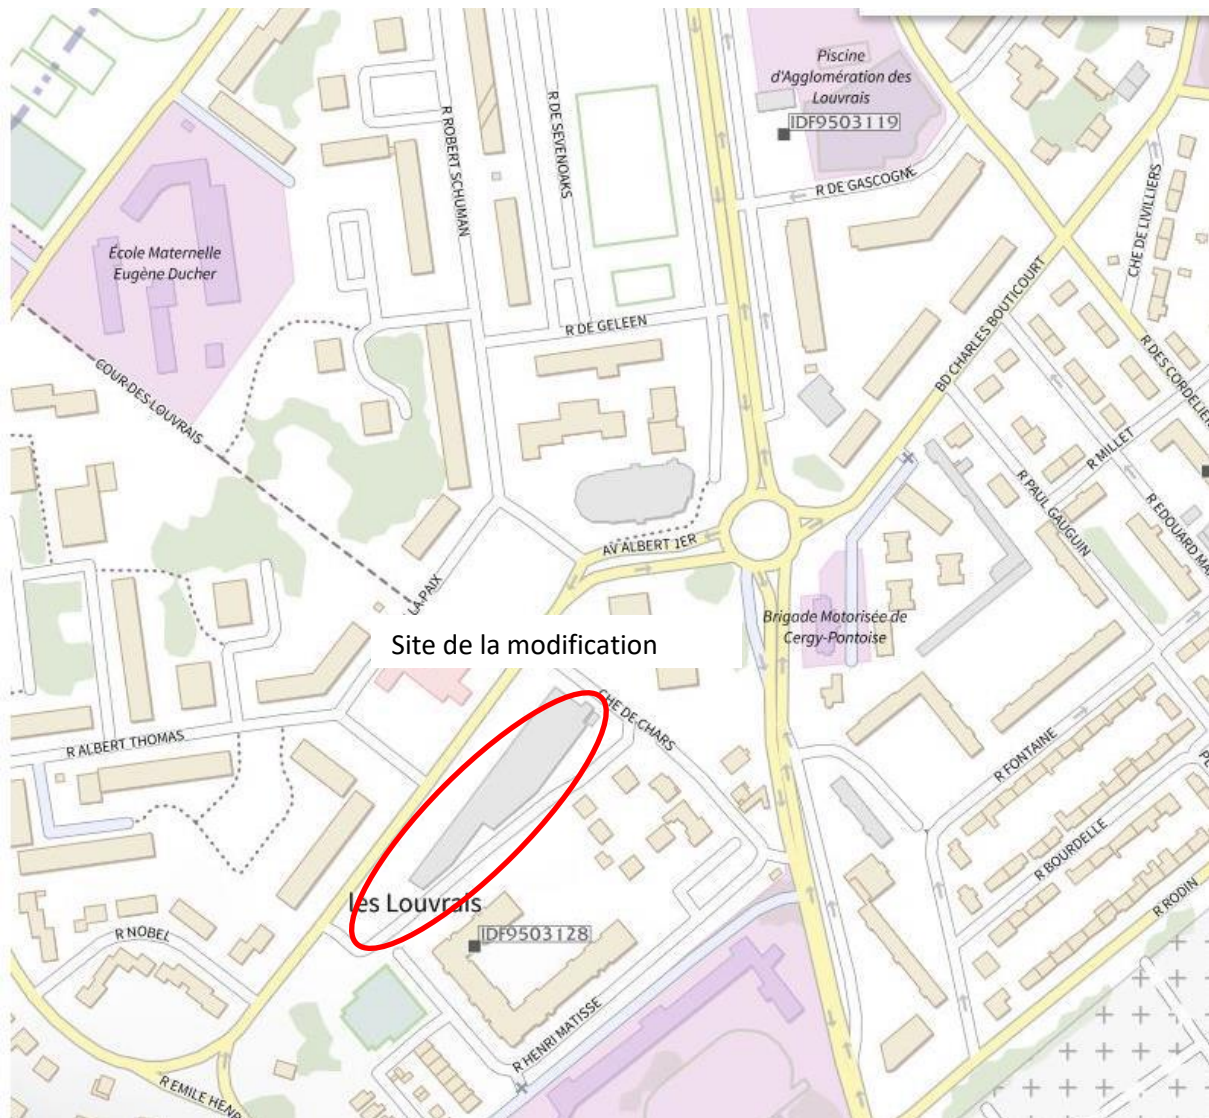 Piscine
d'Agglomération des
Louvrais
IDF9503119
R ROBERT SCHUMAN
R DE SEVENOAKS
R DE GASCOGNE
CHE DE LIVILLIERS
École Maternelle
Eugène Ducher
R DE GELEEN
BD CHARLES BOUTICOURT
R DES CORDELIER
COUR DES LOUVRAIS
R MILLET
R PAUL GAUGUIN
R EDOUARD MA
AV ALBERT 1ER
LA PAIX
Brigade Motorisée de
Cergy-Pontoise
Site de la modification
CHE DE CHARS
R ALBERT THOMAS
R FONTAINE
R BOURDELLE
R RODIN
les Louvrais
IDF9503128
R NOBEL
R HENRI MATISSE
R EMILE HENR